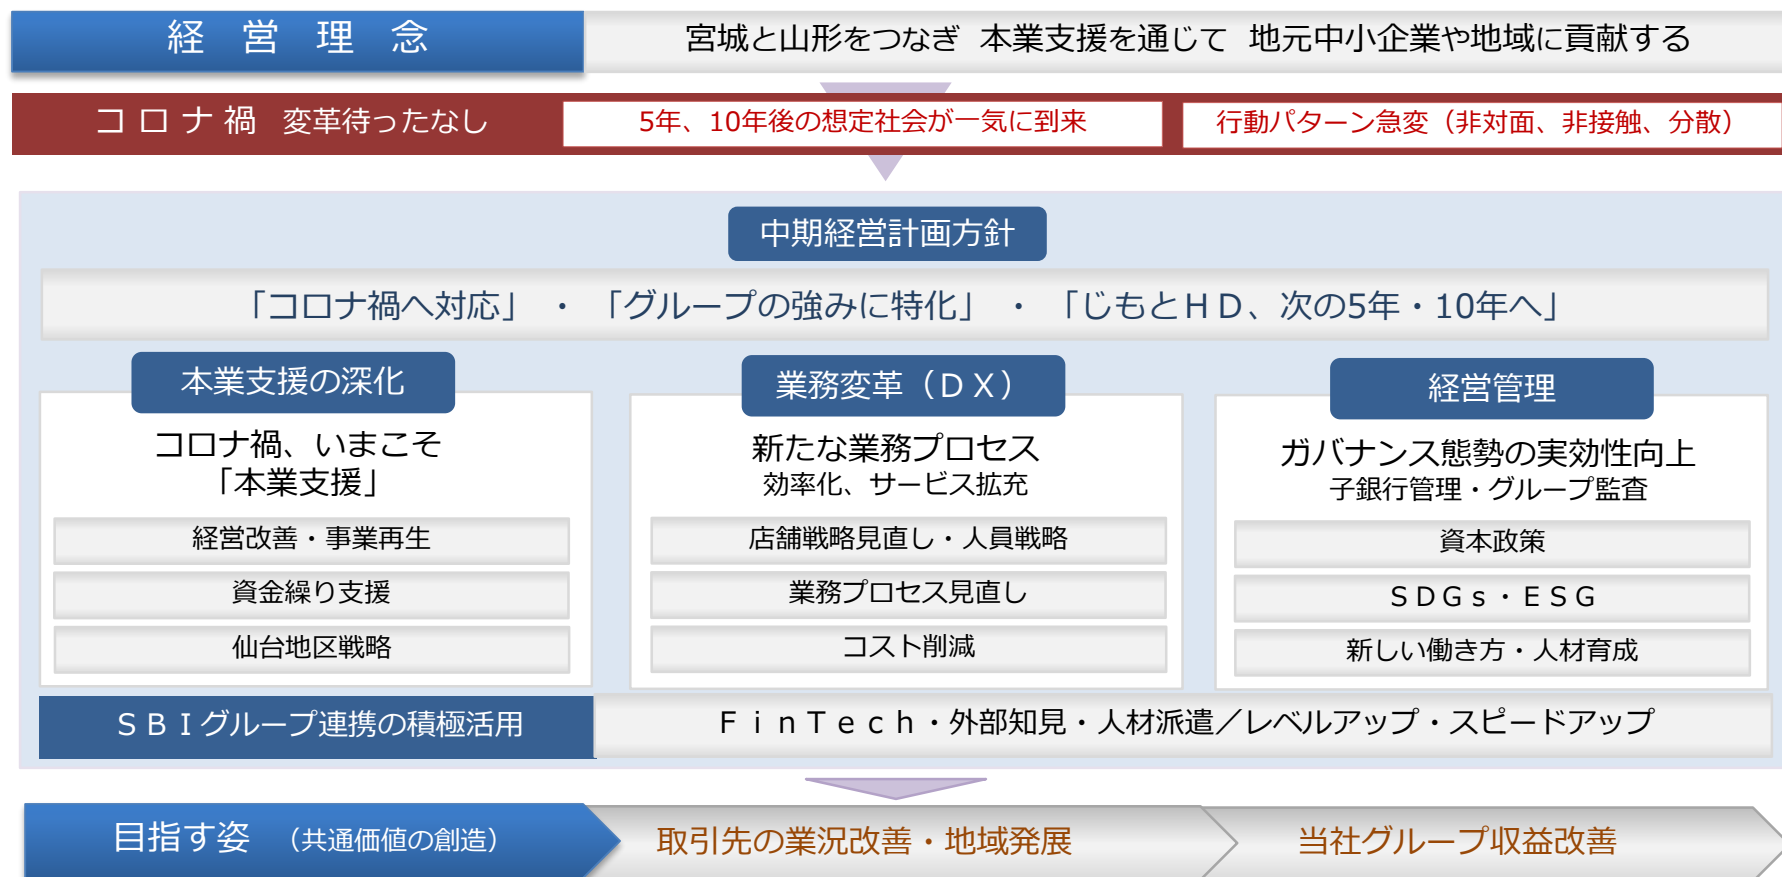 経営理念
宮城と山形をつなぎ 本業支援を通じて 地元中小企業や地域に貢献する
コロナ禍 変革待ったなし
5年、10年後の想定社会が一気に到来
行動パターン急変（非対面、非接触、分散）
中期経営計画方針
「コロナ禍へ対応」 ・ 「グループの強みに特化」 ・ 「じもとＨＤ、次の5年・10年へ」
本業支援の深化
コロナ禍、いまこそ
「本業支援」
経営改善・事業再生
資金繰り支援
仙台地区戦略
業務変革（ＤＸ）
新たな業務プロセス
効率化、サービス拡充
店舗戦略見直し・人員戦略
業務プロセス見直し
コスト削減
経営管理
ガバナンス態勢の実効性向上
子銀行管理・グループ監査
資本政策
ＳＤＧｓ・ＥＳＧ
新しい働き方・人材育成
ＳＢＩグループ連携の積極活用
ＦｉｎＴｅｃｈ・外部知見・人材派遣／レベルアップ・スピードアップ
目指す姿 （共通価値の創造）
取引先の業況改善・地域発展
当社グループ収益改善